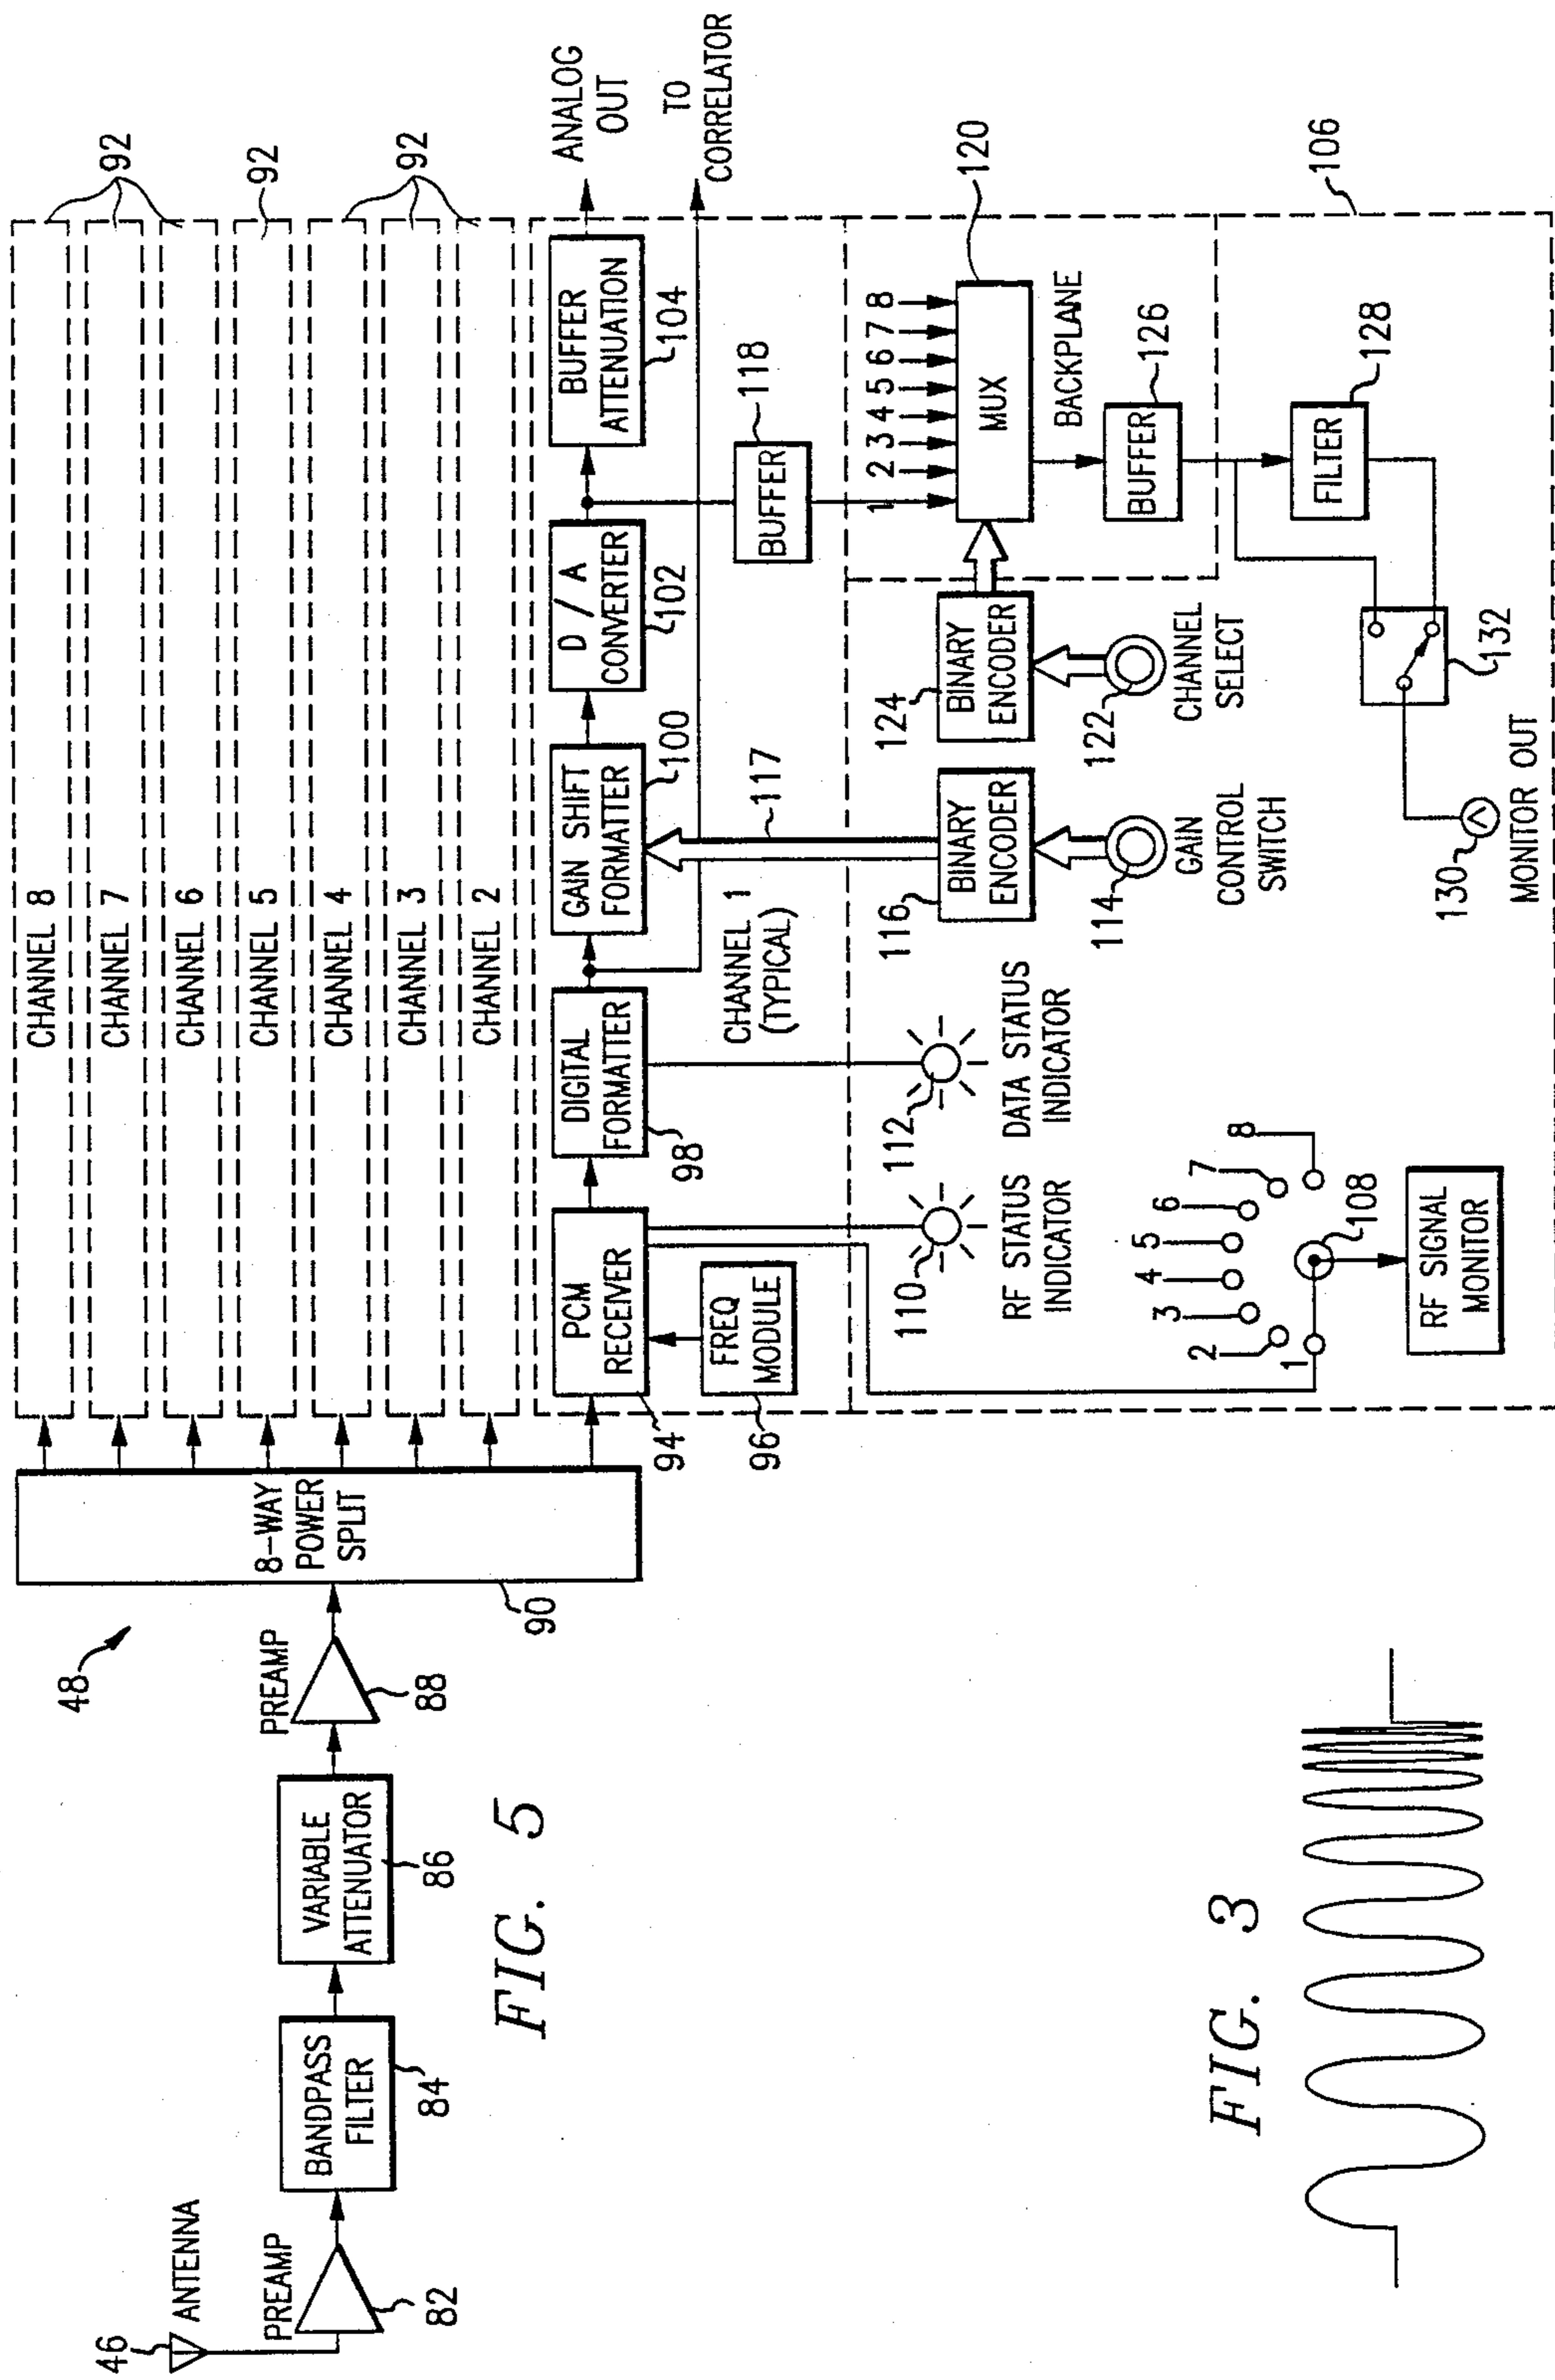 48
CHANNEL 8
CHANNEL 7
CHANNEL 6
CHANNEL 5
CHANNEL 4
CHANNEL 3
CHANNEL 2
92
92
92
46
ANTENNA
PREAMP
82
BANDPASS
FILTER
84
VARIABLE
ATTENUATOR
86
PREAMP
88
8-WAY
POWER
SPLIT
90
PCM
RECEIVER
94
FREQ
MODULE
96
DIGITAL
FORMATTER
98
GAIN SHIFT
FORMATTER
100
D / A
CONVERTER
102
BUFFER
ATTENUATION
104
ANALOG
OUT
TO
CORRELATOR
CHANNEL 1
(TYPICAL)
117
BUFFER
118
110
RF STATUS
INDICATOR
112
DATA STATUS
INDICATOR
116
BINARY
ENCODER
114
GAIN
CONTROL
SWITCH
124
BINARY
ENCODER
122
CHANNEL
SELECT
1 2 3 4 5 6 7 8
MUX
120
BACKPLANE
BUFFER
126
FILTER
128
106
1 2 3 4 5 6 7 8
108
RF SIGNAL
MONITOR
130
MONITOR OUT
132
FIG. 5
FIG. 3